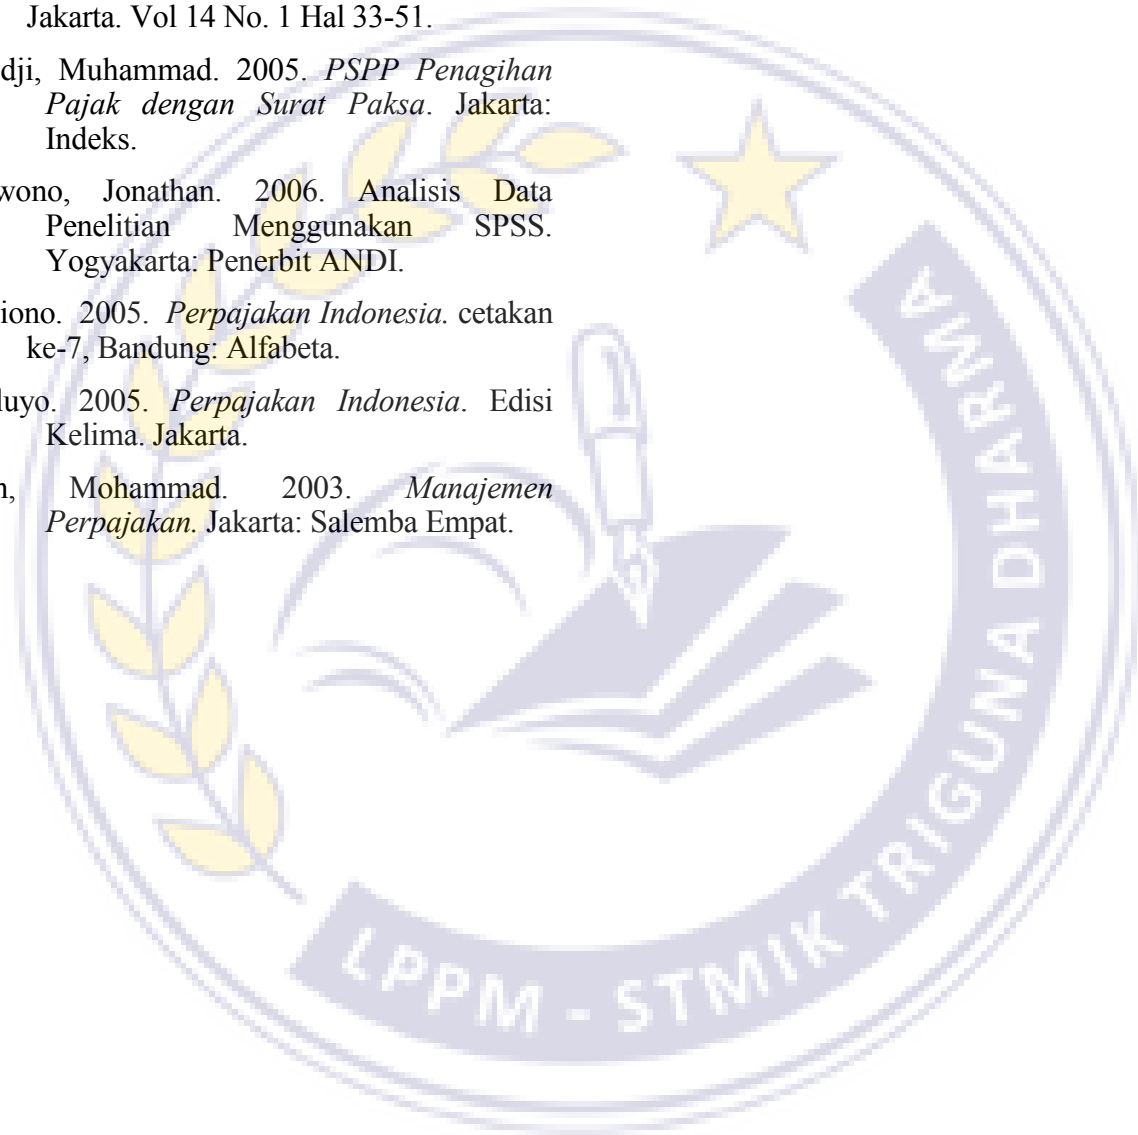 Jakarta. Vol 14 No. 1 Hal 33-51.
dji, Muhammad. 2005. PSPP Penagihan
Pajak dengan Surat Paksa. Jakarta:
Indeks.
wono, Jonathan. 2006. Analisis Data
Penelitian Menggunakan SPSS.
Yogyakarta: Penerbit ANDI.
iono. 2005. Perpajakan Indonesia. cetakan
ke-7, Bandung: Alfabeta.
luyo. 2005. Perpajakan Indonesia. Edisi
Kelima. Jakarta.
Mohammad. 2003. Manajemen
Perpajakan. Jakarta: Salemba Empat.
LPPM - STMIK TRIGUNA DHARMA